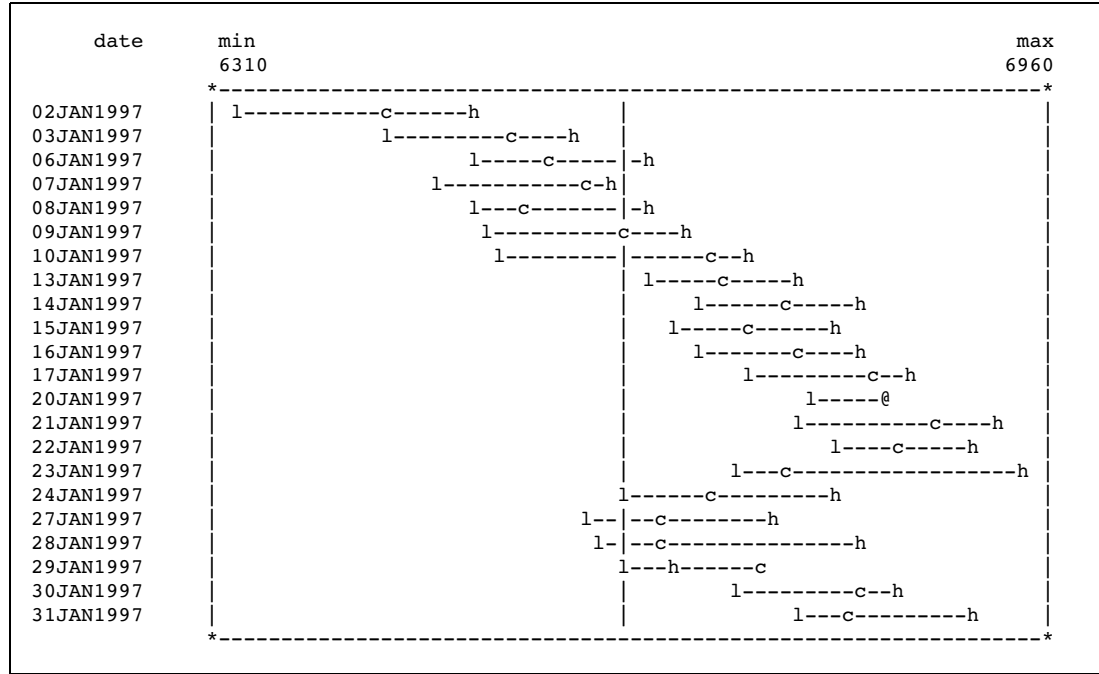 date min max
6310 6960
*------------------------------------------------------------------*
02JAN1997 | l-----------c------h | |
03JAN1997 | l---------c----h | |
06JAN1997 | l-----c-----|-h |
07JAN1997 | l-----------c-h| |
08JAN1997 | l---c-------|-h |
09JAN1997 | l----------c----h |
10JAN1997 | l---------|------c--h |
13JAN1997 | | l-----c-----h |
14JAN1997 | | l------c-----h |
15JAN1997 | | l-----c------h |
16JAN1997 | | l-------c----h |
17JAN1997 | | l---------c--h |
20JAN1997 | | l-----@ |
21JAN1997 | | l----------c----h |
22JAN1997 | | l----c-----h |
23JAN1997 | | l---c------------------h |
24JAN1997 | l------c---------h |
27JAN1997 | l--|--c--------h |
28JAN1997 | l-|--c---------------h |
29JAN1997 | l---h------c |
30JAN1997 | | l---------c--h |
31JAN1997 | | l---c---------h |
*------------------------------------------------------------------*